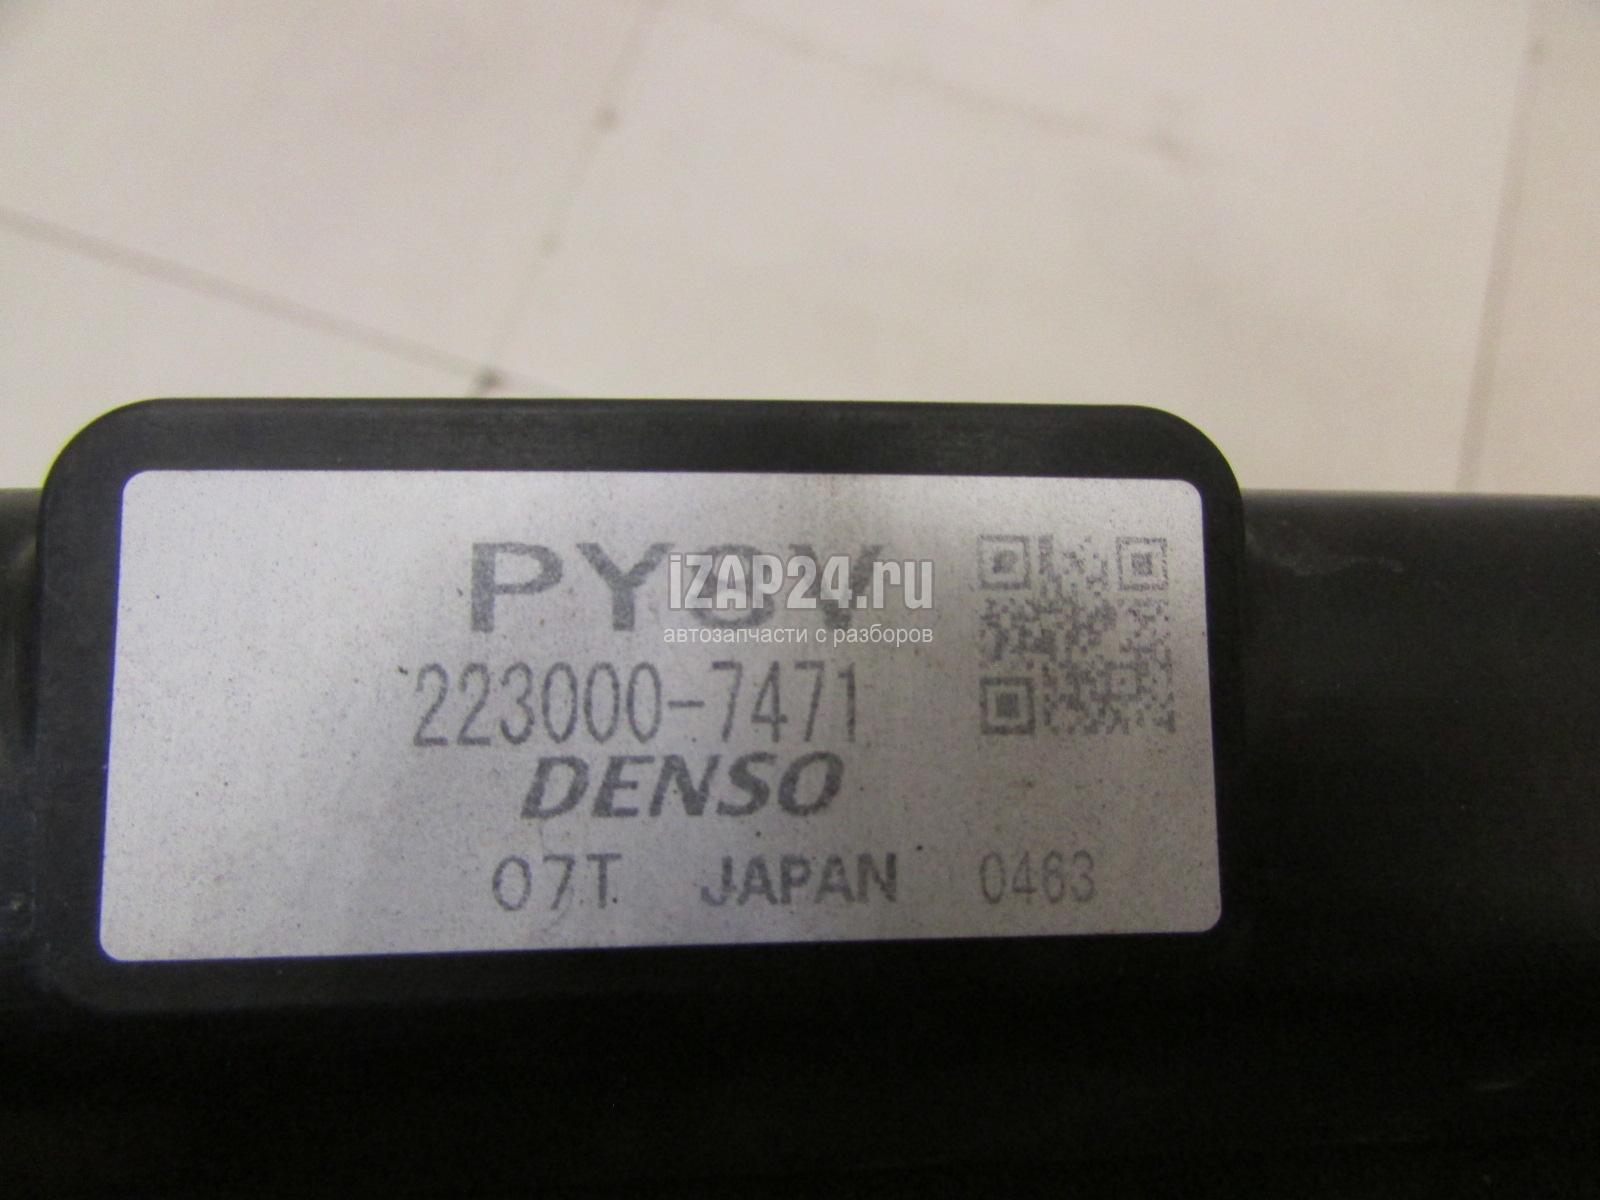 PY8V
iZAP24.ru
автозапчасти с разборов
223000-7471
DENSO
07T JAPAN 0463